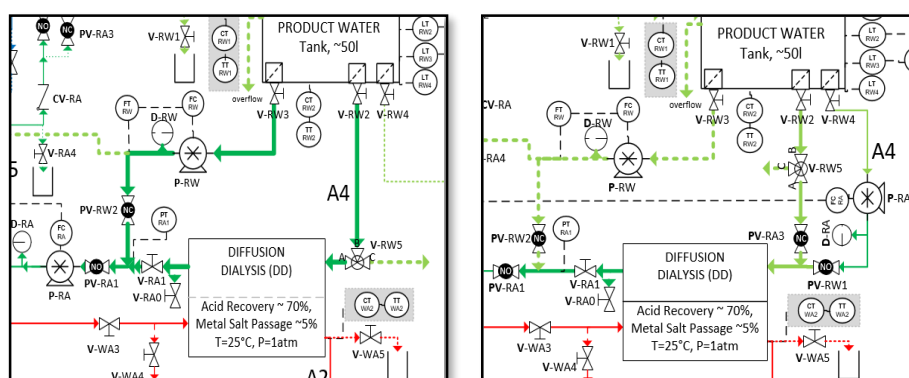 NO
NC
PV-RA3
V-RW1
CT
RW1
TT
RW1
PRODUCT WATER
Tank, ~50l
LT
RW2
LT
RW3
LT
RW4
CV-RA
overflow
FT
RW
FC
RW
D-RW
V-RW3
CT
RW2
TT
RW2
V-RW2
V-RW4
V-RA4
P-RW
5
A4
PV-RW2
NC
D-RA
FC
RA
PT
RA1
B
V-RW5
A
C
DIFFUSION
DIALYSIS (DD)
NO
P-RA
PV-RA1
V-RA1
V-RA0
Acid Recovery ~ 70%,
Metal Salt Passage ~5%
T=25°C, P=1atm
CT
WA2
TT
WA2
V-WA3
V-WA4
V-WA5
A2
V-RW1
CT
RW1
TT
RW1
PRODUCT WATER
Tank, ~50l
LT
RW2
LT
RW3
LT
RW4
CV-RA
overflow
FT
RW
FC
RW
D-RW
V-RW3
CT
RW2
TT
RW2
V-RW2
V-RW4
-RA4
P-RW
B
C
A
V-RW5
A4
FC
RA
P-RA
PV-RW2
NC
PT
RA1
PV-RA3
NC
D-RA
DIFFUSION
DIALYSIS (DD)
NO
PV-RA1
V-RA1
V-RA0
NO
PV-RW1
Acid Recovery ~ 70%,
Metal Salt Passage ~5%
T=25°C, P=1atm
CT
WA2
TT
WA2
V-WA3
V-WA4
V-WA5